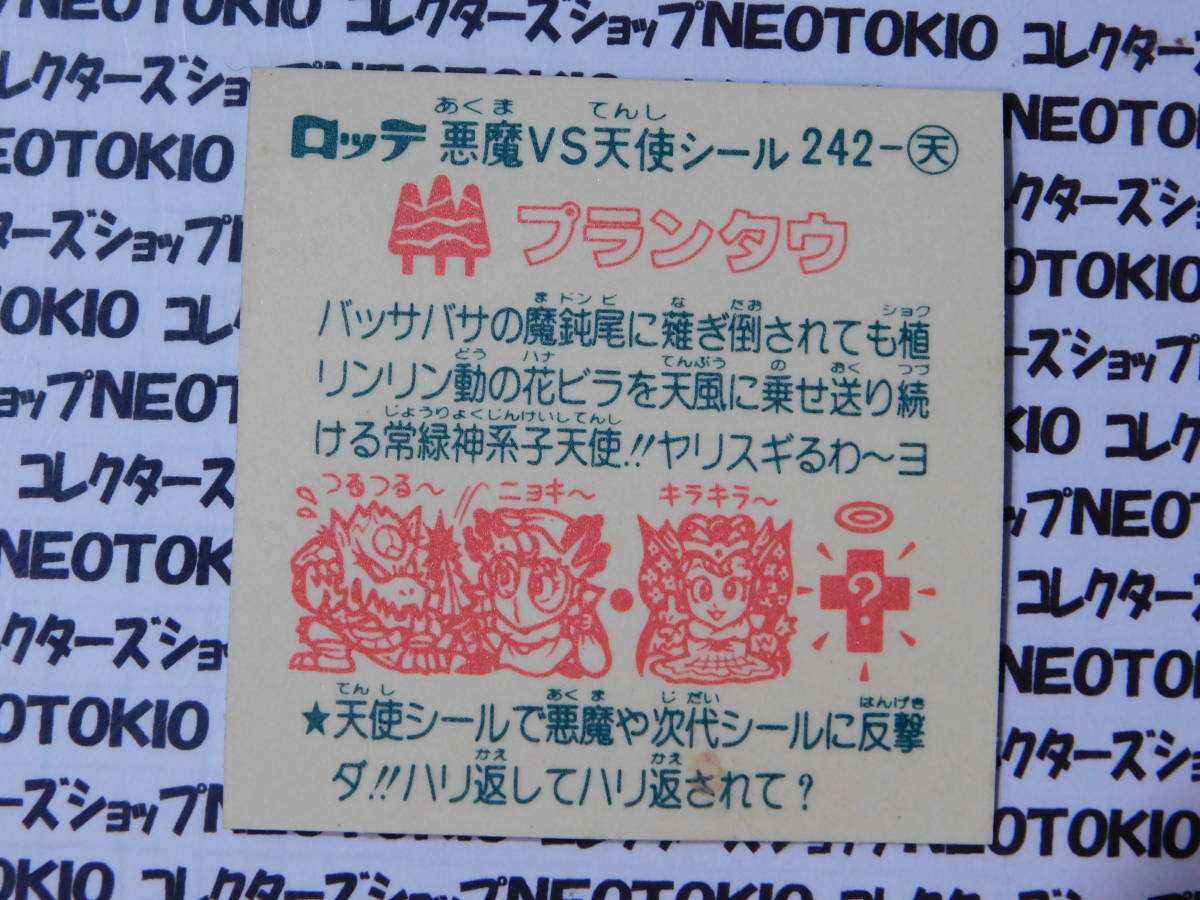 コレクターズショップNEOTOKIO コレクター
ロッテ 悪魔VS天使シール 242-天
あくま てんし
プランタウ
バッサバサの魔鈍尾に薙ぎ倒されても植
まドンビ な たお ショク
リンリン動の花ビラを天風に乗せ送り続
どう ハナ てんぷう の おく つづ
ける常緑神系子天使!!ヤリスギるわ〜ヨ
じょうりょくじんけいしてんし
つるつる〜 ニョキ〜 キラキラ〜
?
★天使シールで悪魔や次代シールに反撃
てんし あくま じだい はんげき
ダ!!ハリ返してハリ返されて?
かえ かえ